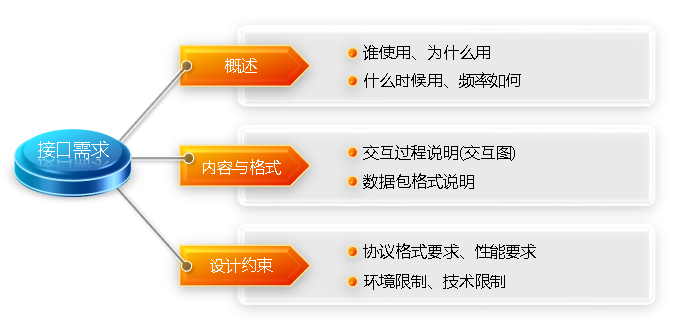 接口需求
概述
谁使用、为什么用
什么时候用、频率如何
内容与格式
交互过程说明(交互图)
数据包格式说明
设计约束
协议格式要求、性能要求
环境限制、技术限制